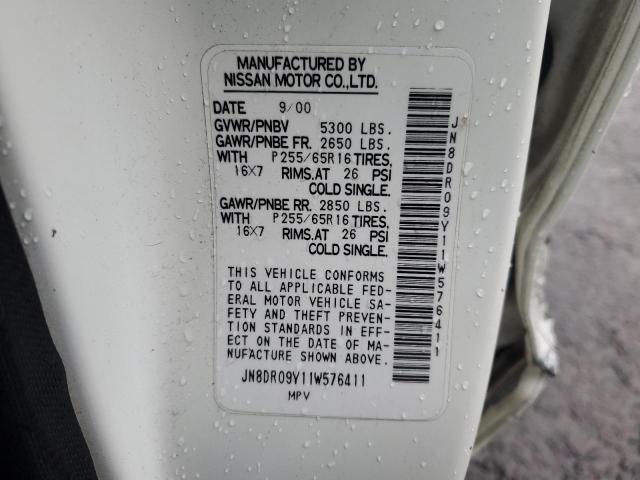 MANUFACTURED BY
NISSAN MOTOR CO.,LTD.
DATE 9/00
GVWR/PNBV 5300 LBS.
GAWR/PNBE FR. 2650 LBS.
WITH P255/65R16 TIRES,
16X7 RIMS.AT 26 PSI
COLD SINGLE.
GAWR/PNBE RR. 2850 LBS.
WITH P255/65R16 TIRES,
16X7 RIMS.AT 26 PSI
COLD SINGLE.
THIS VEHICLE CONFORMS
TO ALL APPLICABLE FED-
ERAL MOTOR VEHICLE SA-
FETY AND THEFT PREVEN-
TION STANDARDS IN EFF-
ECT ON THE DATE OF MA-
NUFACTURE SHOWN ABOVE.
JN8DR09Y11W576411
MPV
JN8DR09Y11W576411